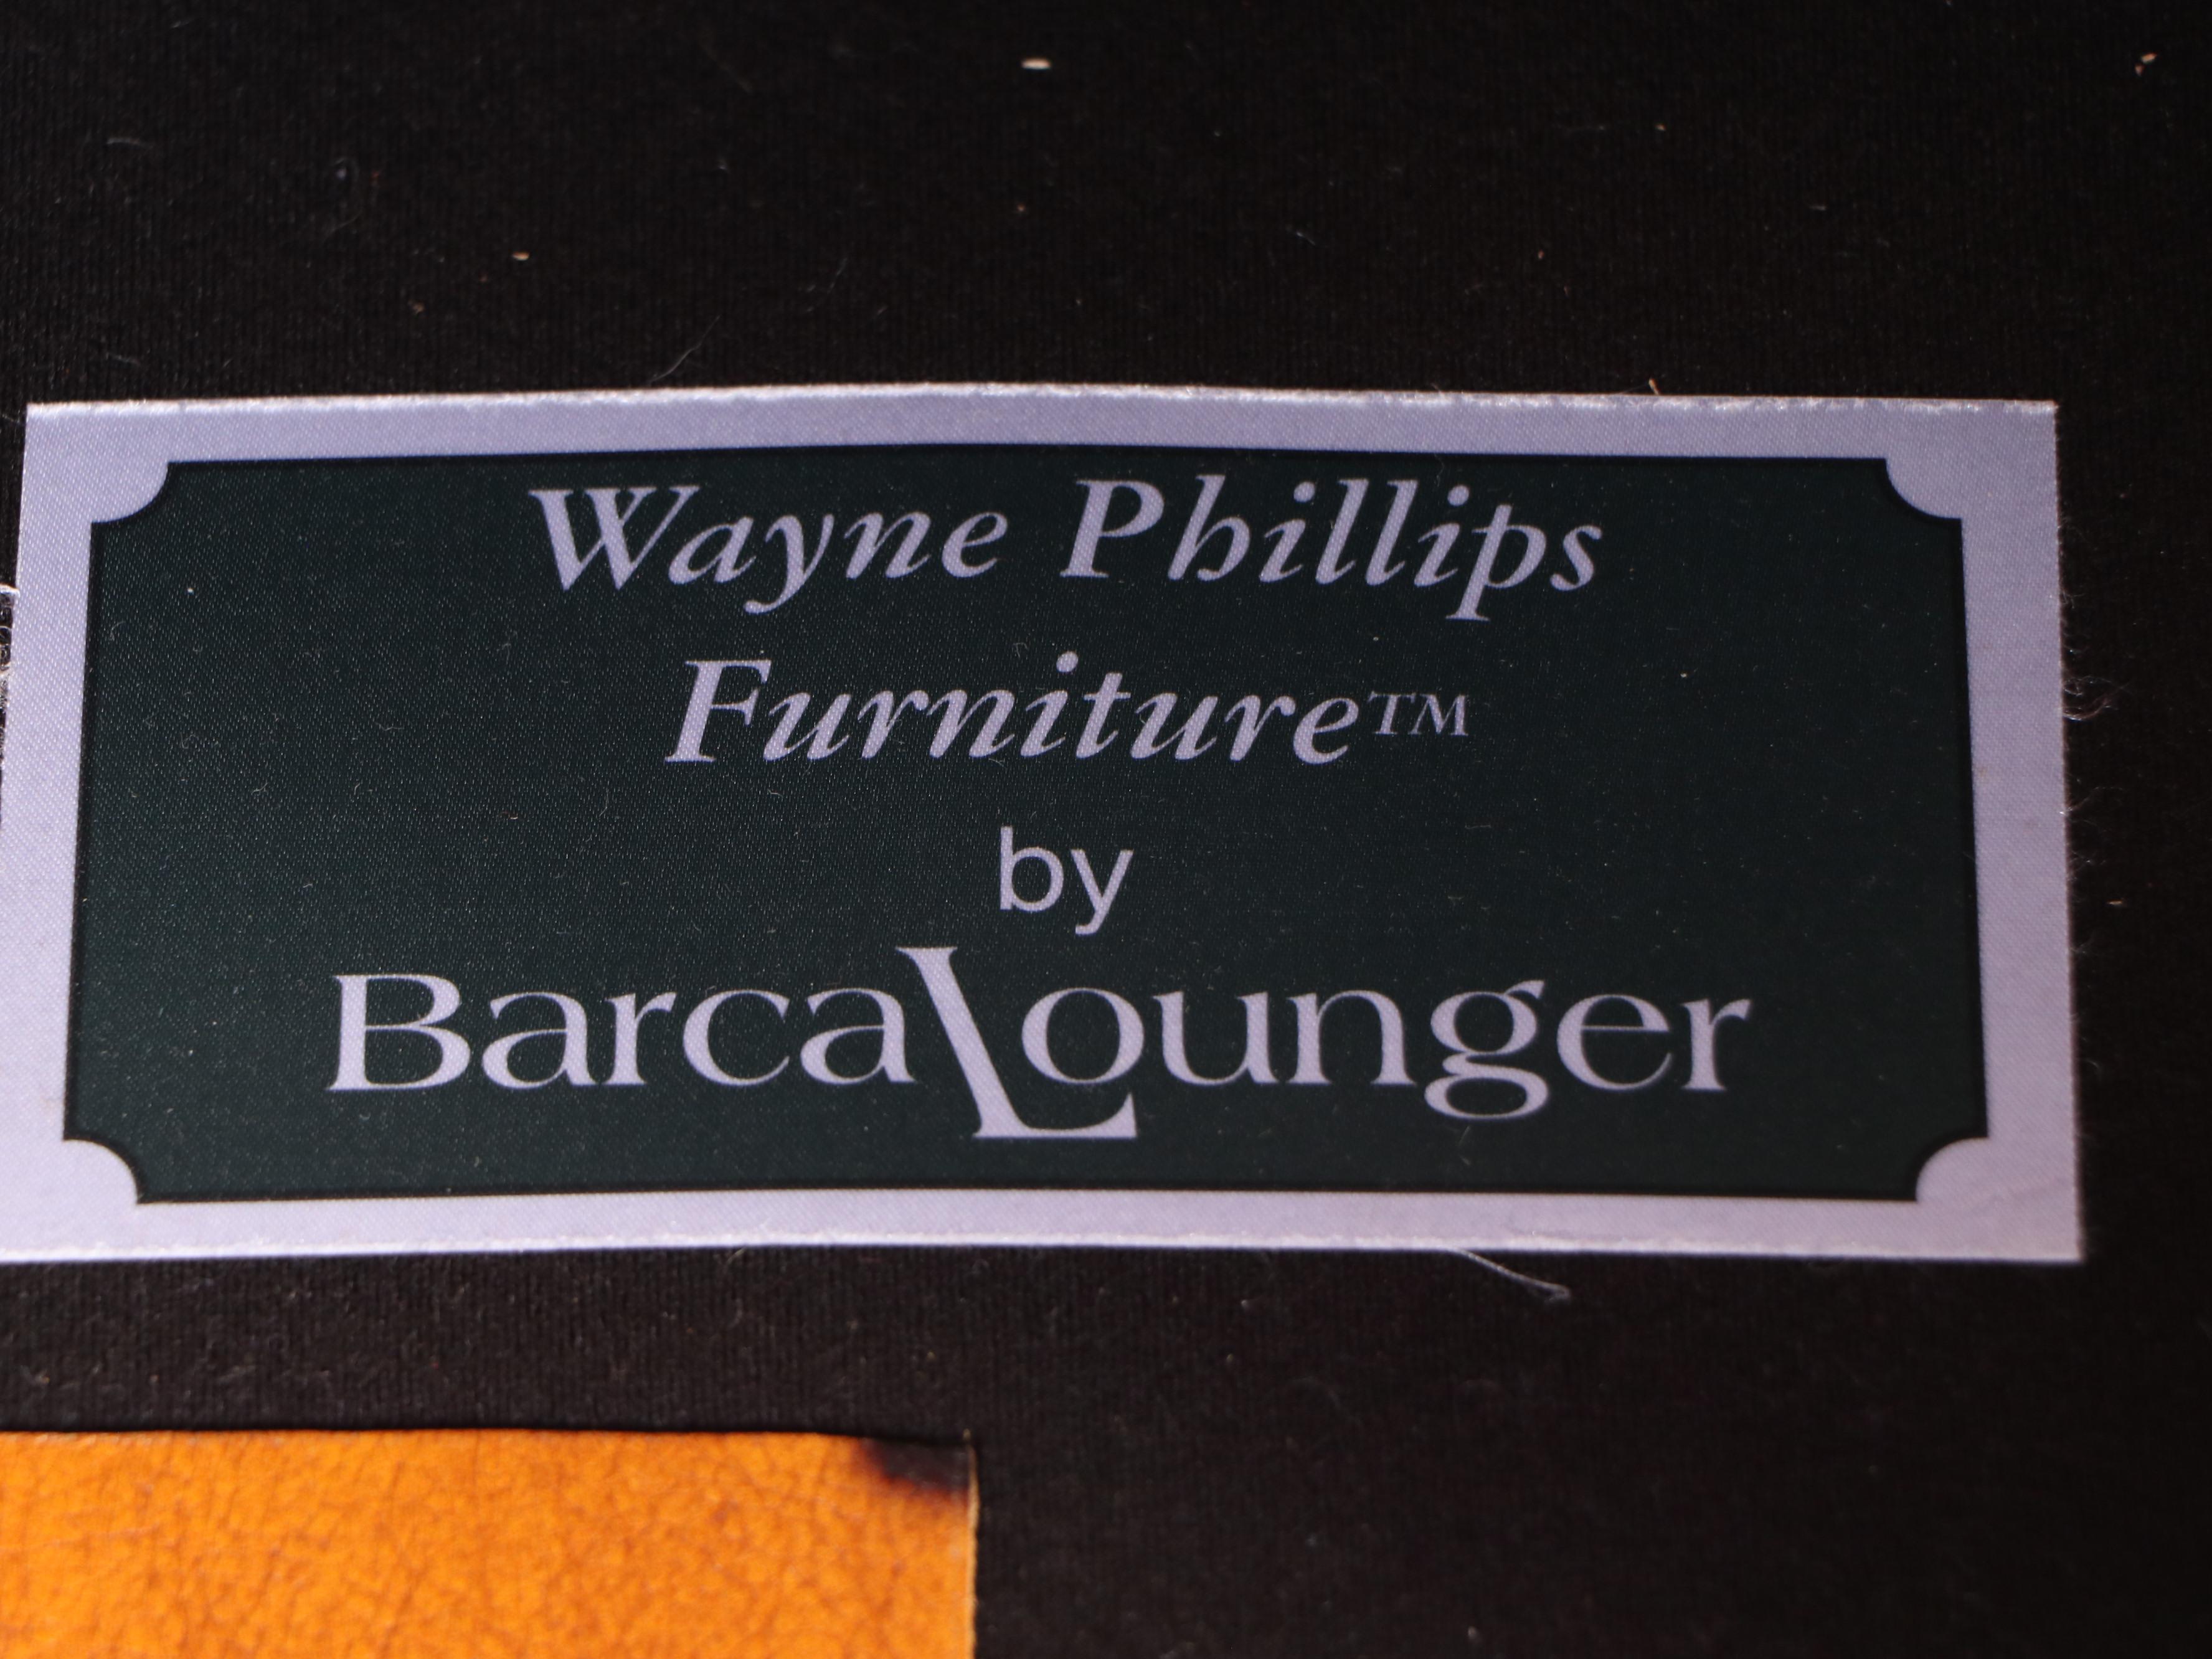 Wayne Phillips
Furniture™
by
BarcaLounger